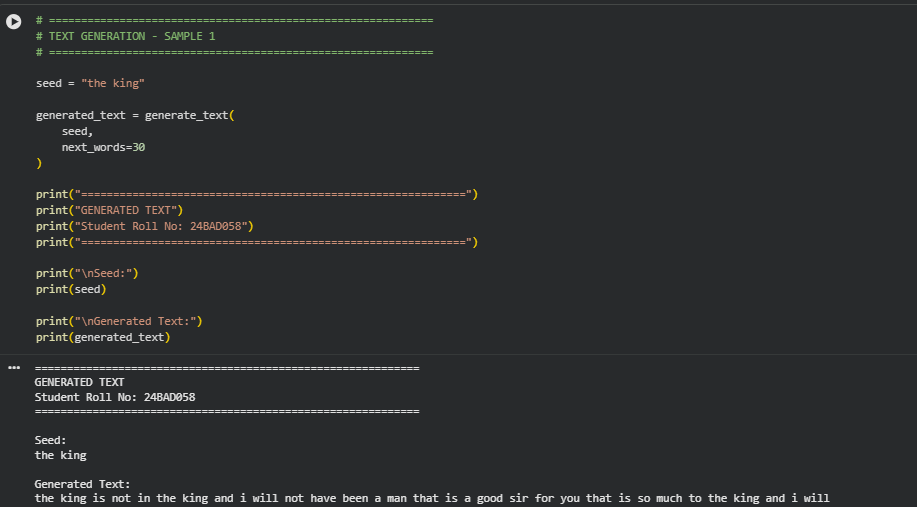 # ============================================================
# TEXT GENERATION - SAMPLE 1
# ============================================================
seed = "the king"
generated_text = generate_text(
    seed,
    next_words=30
)
print("============================================================")
print("GENERATED TEXT")
print("Student Roll No: 24BAD058")
print("============================================================")
print("\nSeed:")
print(seed)
print("\nGenerated Text:")
print(generated_text)
============================================================
GENERATED TEXT
Student Roll No: 24BAD058
============================================================
Seed:
the king
Generated Text:
the king is not in the king and i will not have been a man that is a good sir for you that is so much to the king and i will